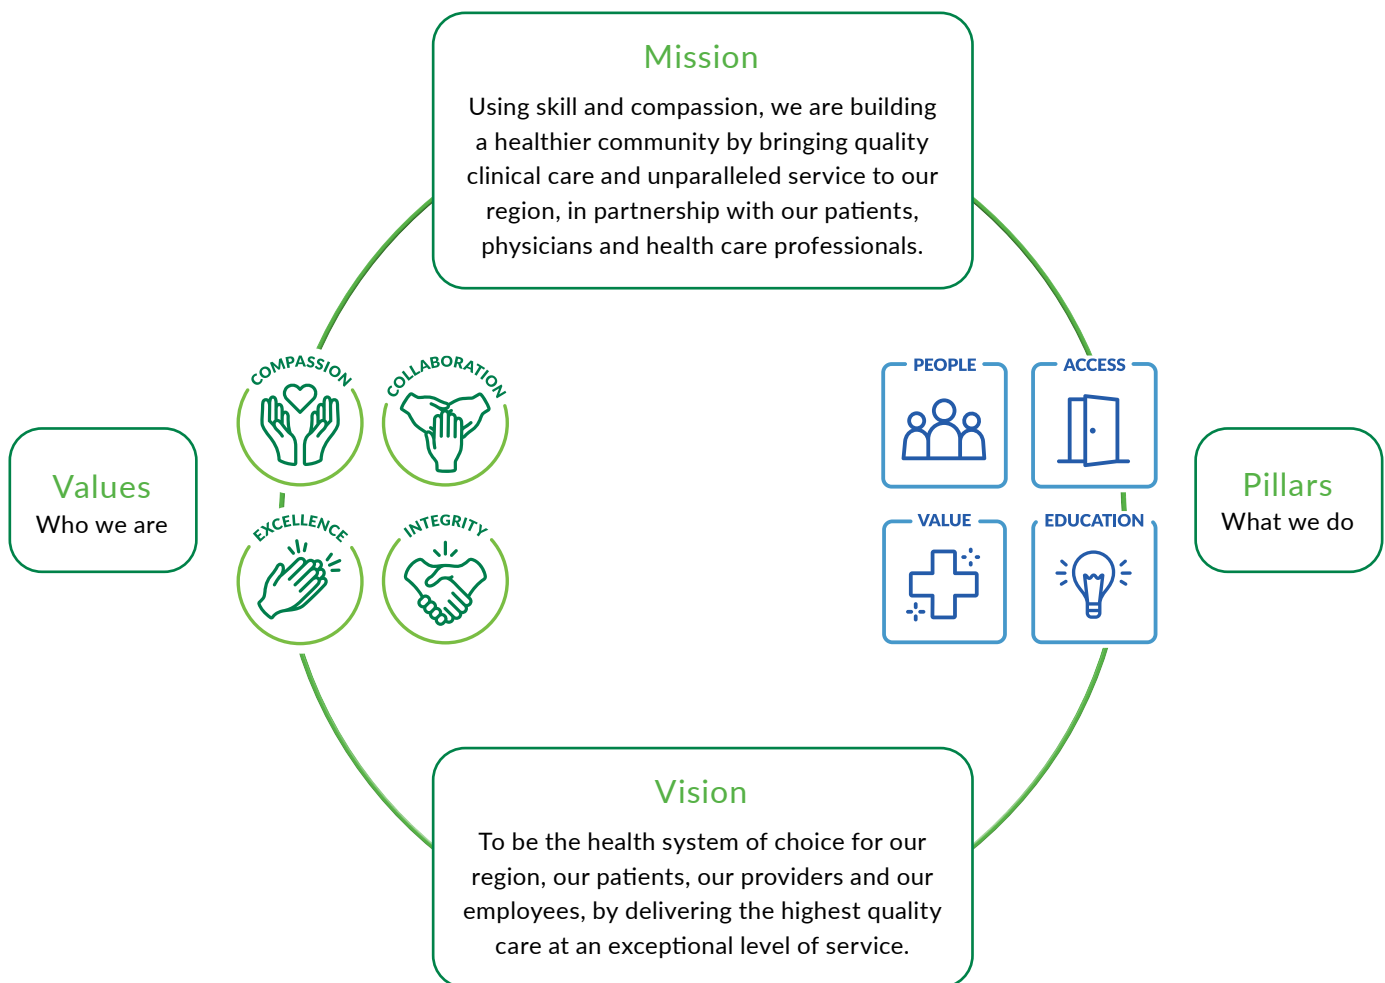 Mission
Using skill and compassion, we are building
a healthier community by bringing quality
clinical care and unparalleled service to our
region, in partnership with our patients,
physicians and health care professionals.
COMPASSION
COLLABORATION
PEOPLE
ACCESS
Values
Who we are
Pillars
What we do
EXCELLENCE
INTEGRITY
VALUE
EDUCATION
Vision
To be the health system of choice for our
region, our patients, our providers and our
employees, by delivering the highest quality
care at an exceptional level of service.